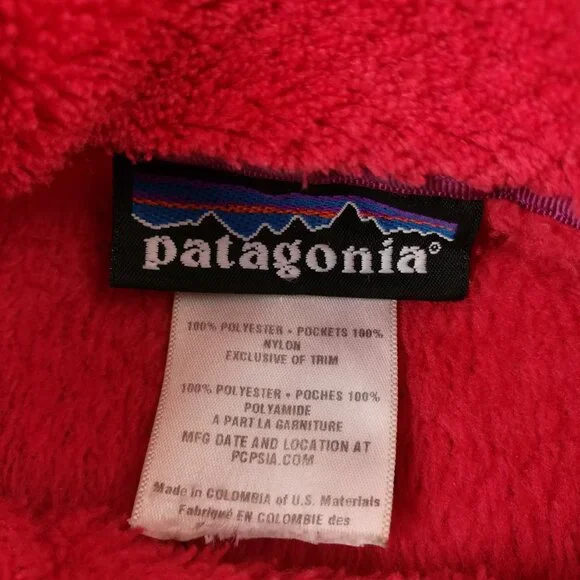 patagonia®
100% POLYESTER • POCKETS 100%
NYLON
EXCLUSIVE OF TRIM
100% POLYESTER • POCHES 100%
POLYAMIDE
A PART LA GARNITURE
MFG DATE AND LOCATION AT
PCPSIA.COM
Made in COLOMBIA of U.S. Materials
Fabriqué EN COLOMBIE des